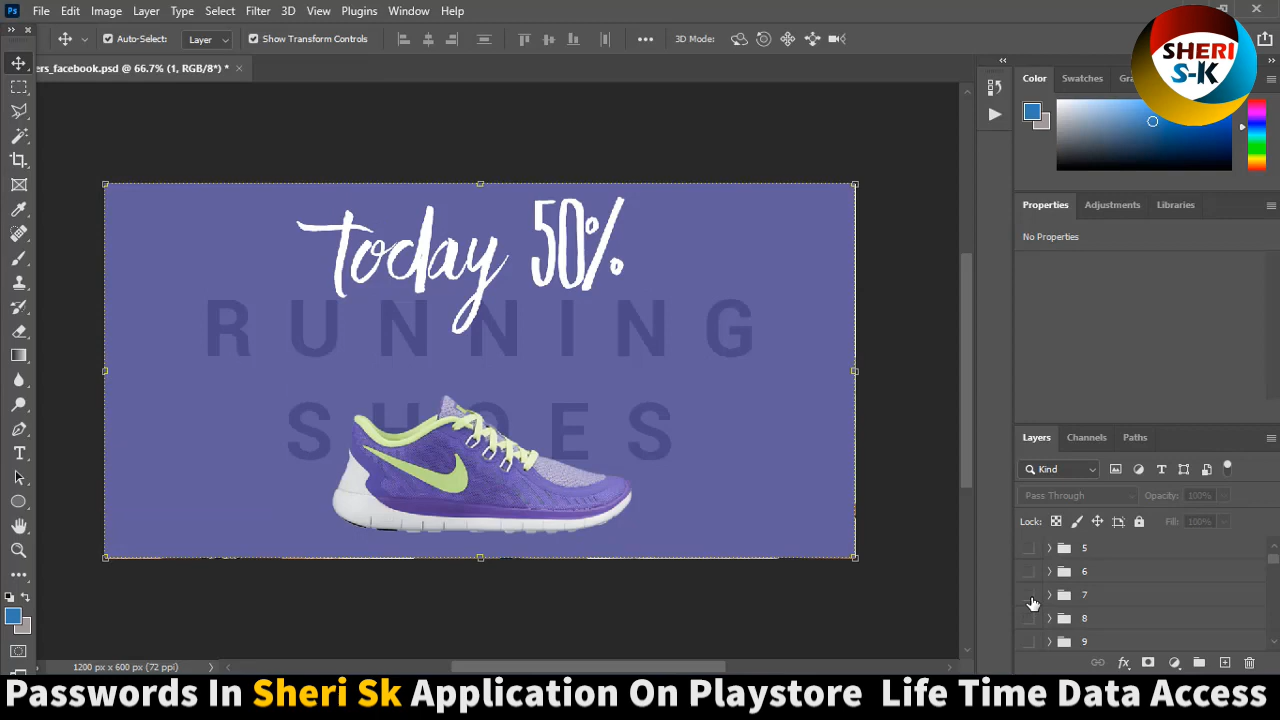 Ps File Edit Image Layer Type Select Filter 3D View Plugins Window Help
Auto-Select: Layer Show Transform Controls 3D Mode:
SHERI
S-K
ers_facebook.psd @ 66.7% (1, RGB/8*) *
Color Swatches Gra
Today 50%
RUNNING
SHOES
Properties Adjustments Libraries
No Properties
Layers Channels Paths
Kind
Pass Through Opacity: 100%
Lock: Fill: 100%
5
6
7
8
9
1200 px x 600 px (72 ppi)
Passwords In Sheri Sk Application On Playstore Life Time Data Access